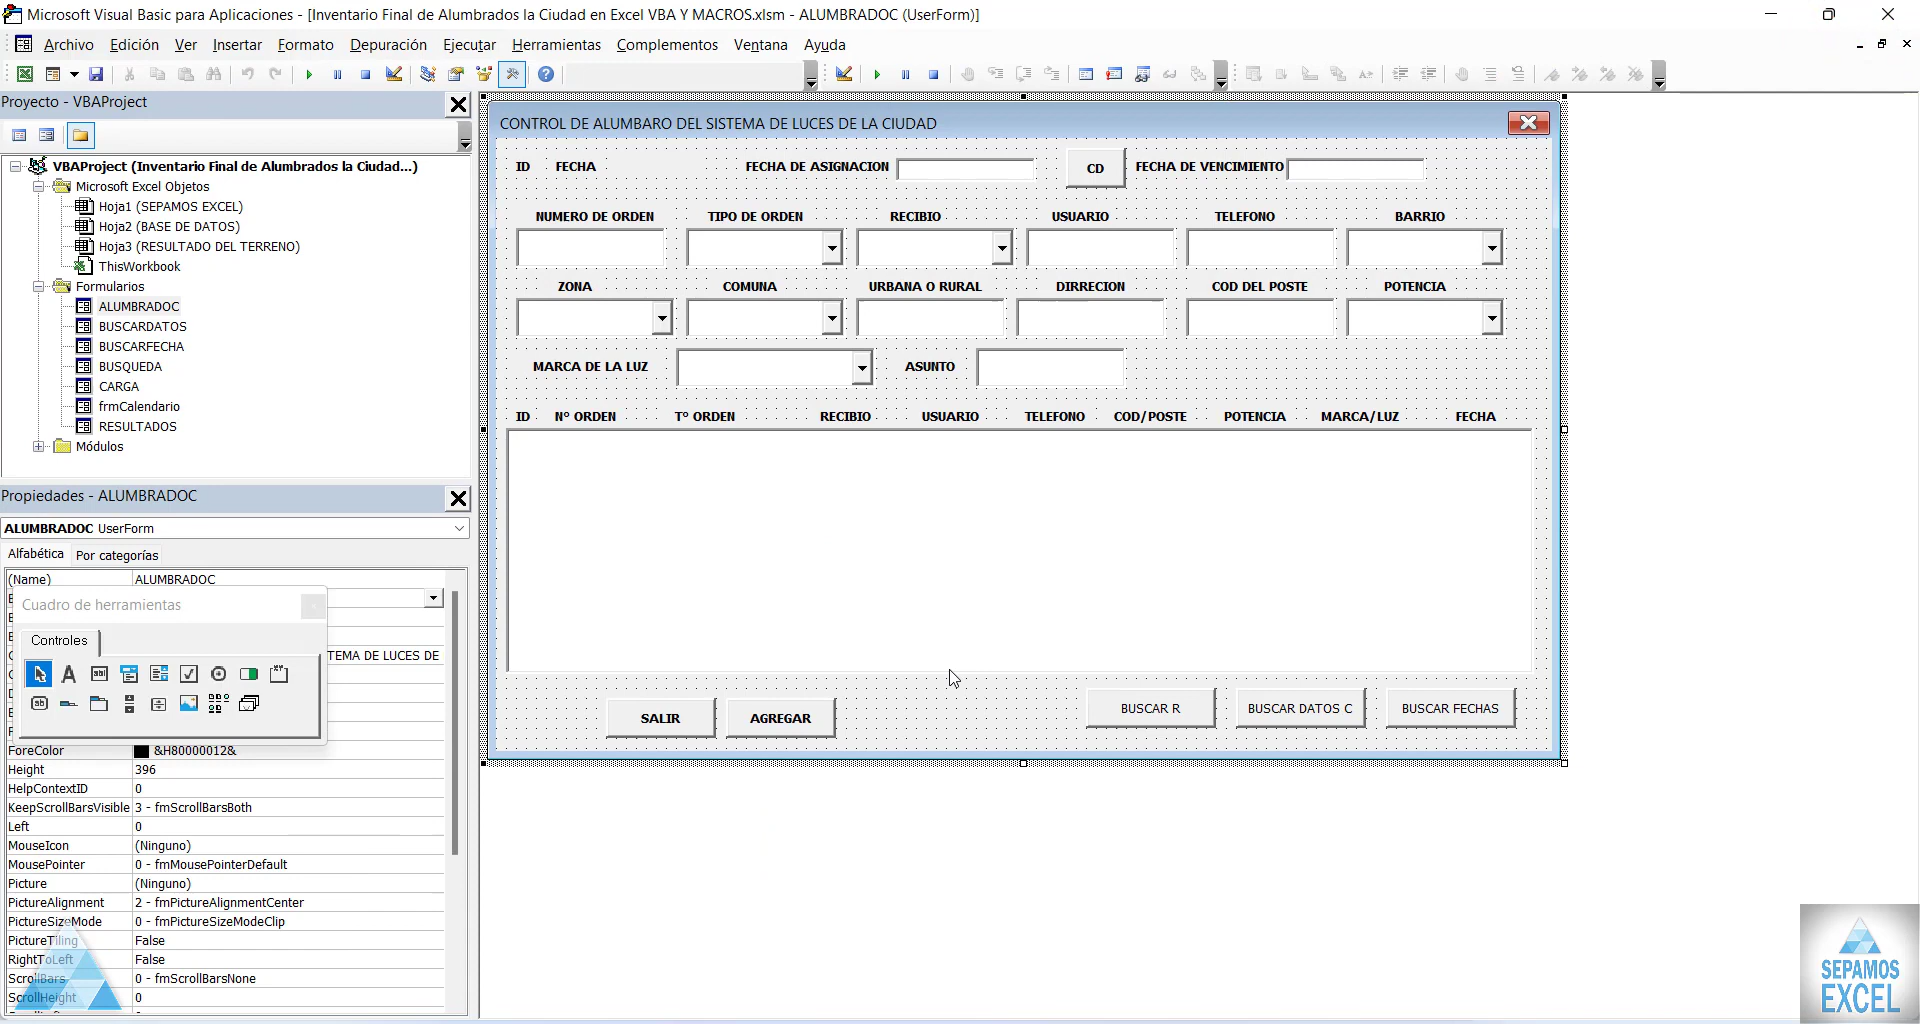 Microsoft Visual Basic para Aplicaciones - [Inventario Final de Alumbrados la Ciudad en Excel VBA Y MACROS.xlsm - ALUMBRADOC (UserForm)]
Archivo Edición Ver Insertar Formato Depuración Ejecutar Herramientas Complementos Ventana Ayuda
Proyecto - VBAProject
VBAProject (Inventario Final de Alumbrados la Ciudad...)
Microsoft Excel Objetos
Hoja1 (SEPAMOS EXCEL)
Hoja2 (BASE DE DATOS)
Hoja3 (RESULTADO DEL TERRENO)
ThisWorkbook
Formularios
ALUMBRADOC
BUSCARDATOS
BUSCARFECHA
BUSQUEDA
CARGA
frmCalendario
RESULTADOS
Módulos
Propiedades - ALUMBRADOC
ALUMBRADOC UserForm
Alfabética Por categorías
(Name) ALUMBRADOC
Cuadro de herramientas
Controles
TEMA DE LUCES DE
ForeColor &H80000012&
Height 396
HelpContextID 0
KeepScrollBarsVisible 3 - fmScrollBarsBoth
Left 0
MouseIcon (Ninguno)
MousePointer 0 - fmMousePointerDefault
Picture (Ninguno)
PictureAlignment 2 - fmPictureAlignmentCenter
PictureSizeMode 0 - fmPictureSizeModeClip
PictureTiling False
RightToLeft False
ScrollBars 0 - fmScrollBarsNone
ScrollHeight 0
CONTROL DE ALUMBARO DEL SISTEMA DE LUCES DE LA CIUDAD
ID FECHA FECHA DE ASIGNACION CD FECHA DE VENCIMIENTO
NUMERO DE ORDEN TIPO DE ORDEN RECIBIO USUARIO TELEFONO BARRIO
ZONA COMUNA URBANA O RURAL DIRRECION COD DEL POSTE POTENCIA
MARCA DE LA LUZ ASUNTO
ID Nº ORDEN Tº ORDEN RECIBIO USUARIO TELEFONO COD/POSTE POTENCIA MARCA/LUZ FECHA
SALIR AGREGAR BUSCAR R BUSCAR DATOS C BUSCAR FECHAS
SEPAMOS
EXCEL